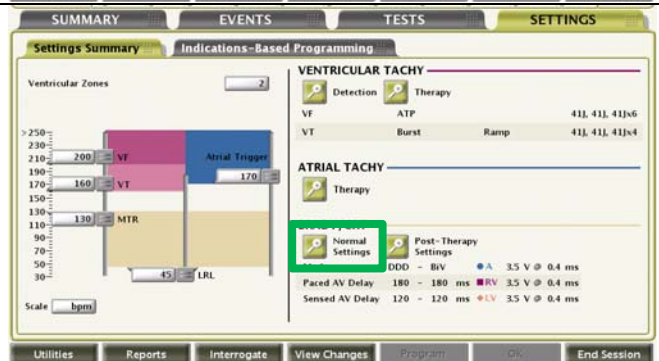 SUMMARY EVENTS TESTS SETTINGS
Settings Summary Indications-Based Programming
Ventricular Zones 2
>250
230
210
190
170
150
130
110
90
70
50
30
200 VF
160 VT
130 MTR
45 LRL
Atrial Trigger
170
Scale bpm
VENTRICULAR TACHY
Detection Therapy
VF ATP 41J, 41J, 41Jx6
VT Burst Ramp 41J, 41J, 41Jx4
ATRIAL TACHY
Therapy
Normal Settings
Post-Therapy Settings
DDD - BiV A 3.5 V @ 0.4 ms
Paced AV Delay 180 - 180 ms RV 3.5 V @ 0.4 ms
Sensed AV Delay 120 - 120 ms LV 3.5 V @ 0.4 ms
Utilities Reports Interrogate View Changes Program OK End Session